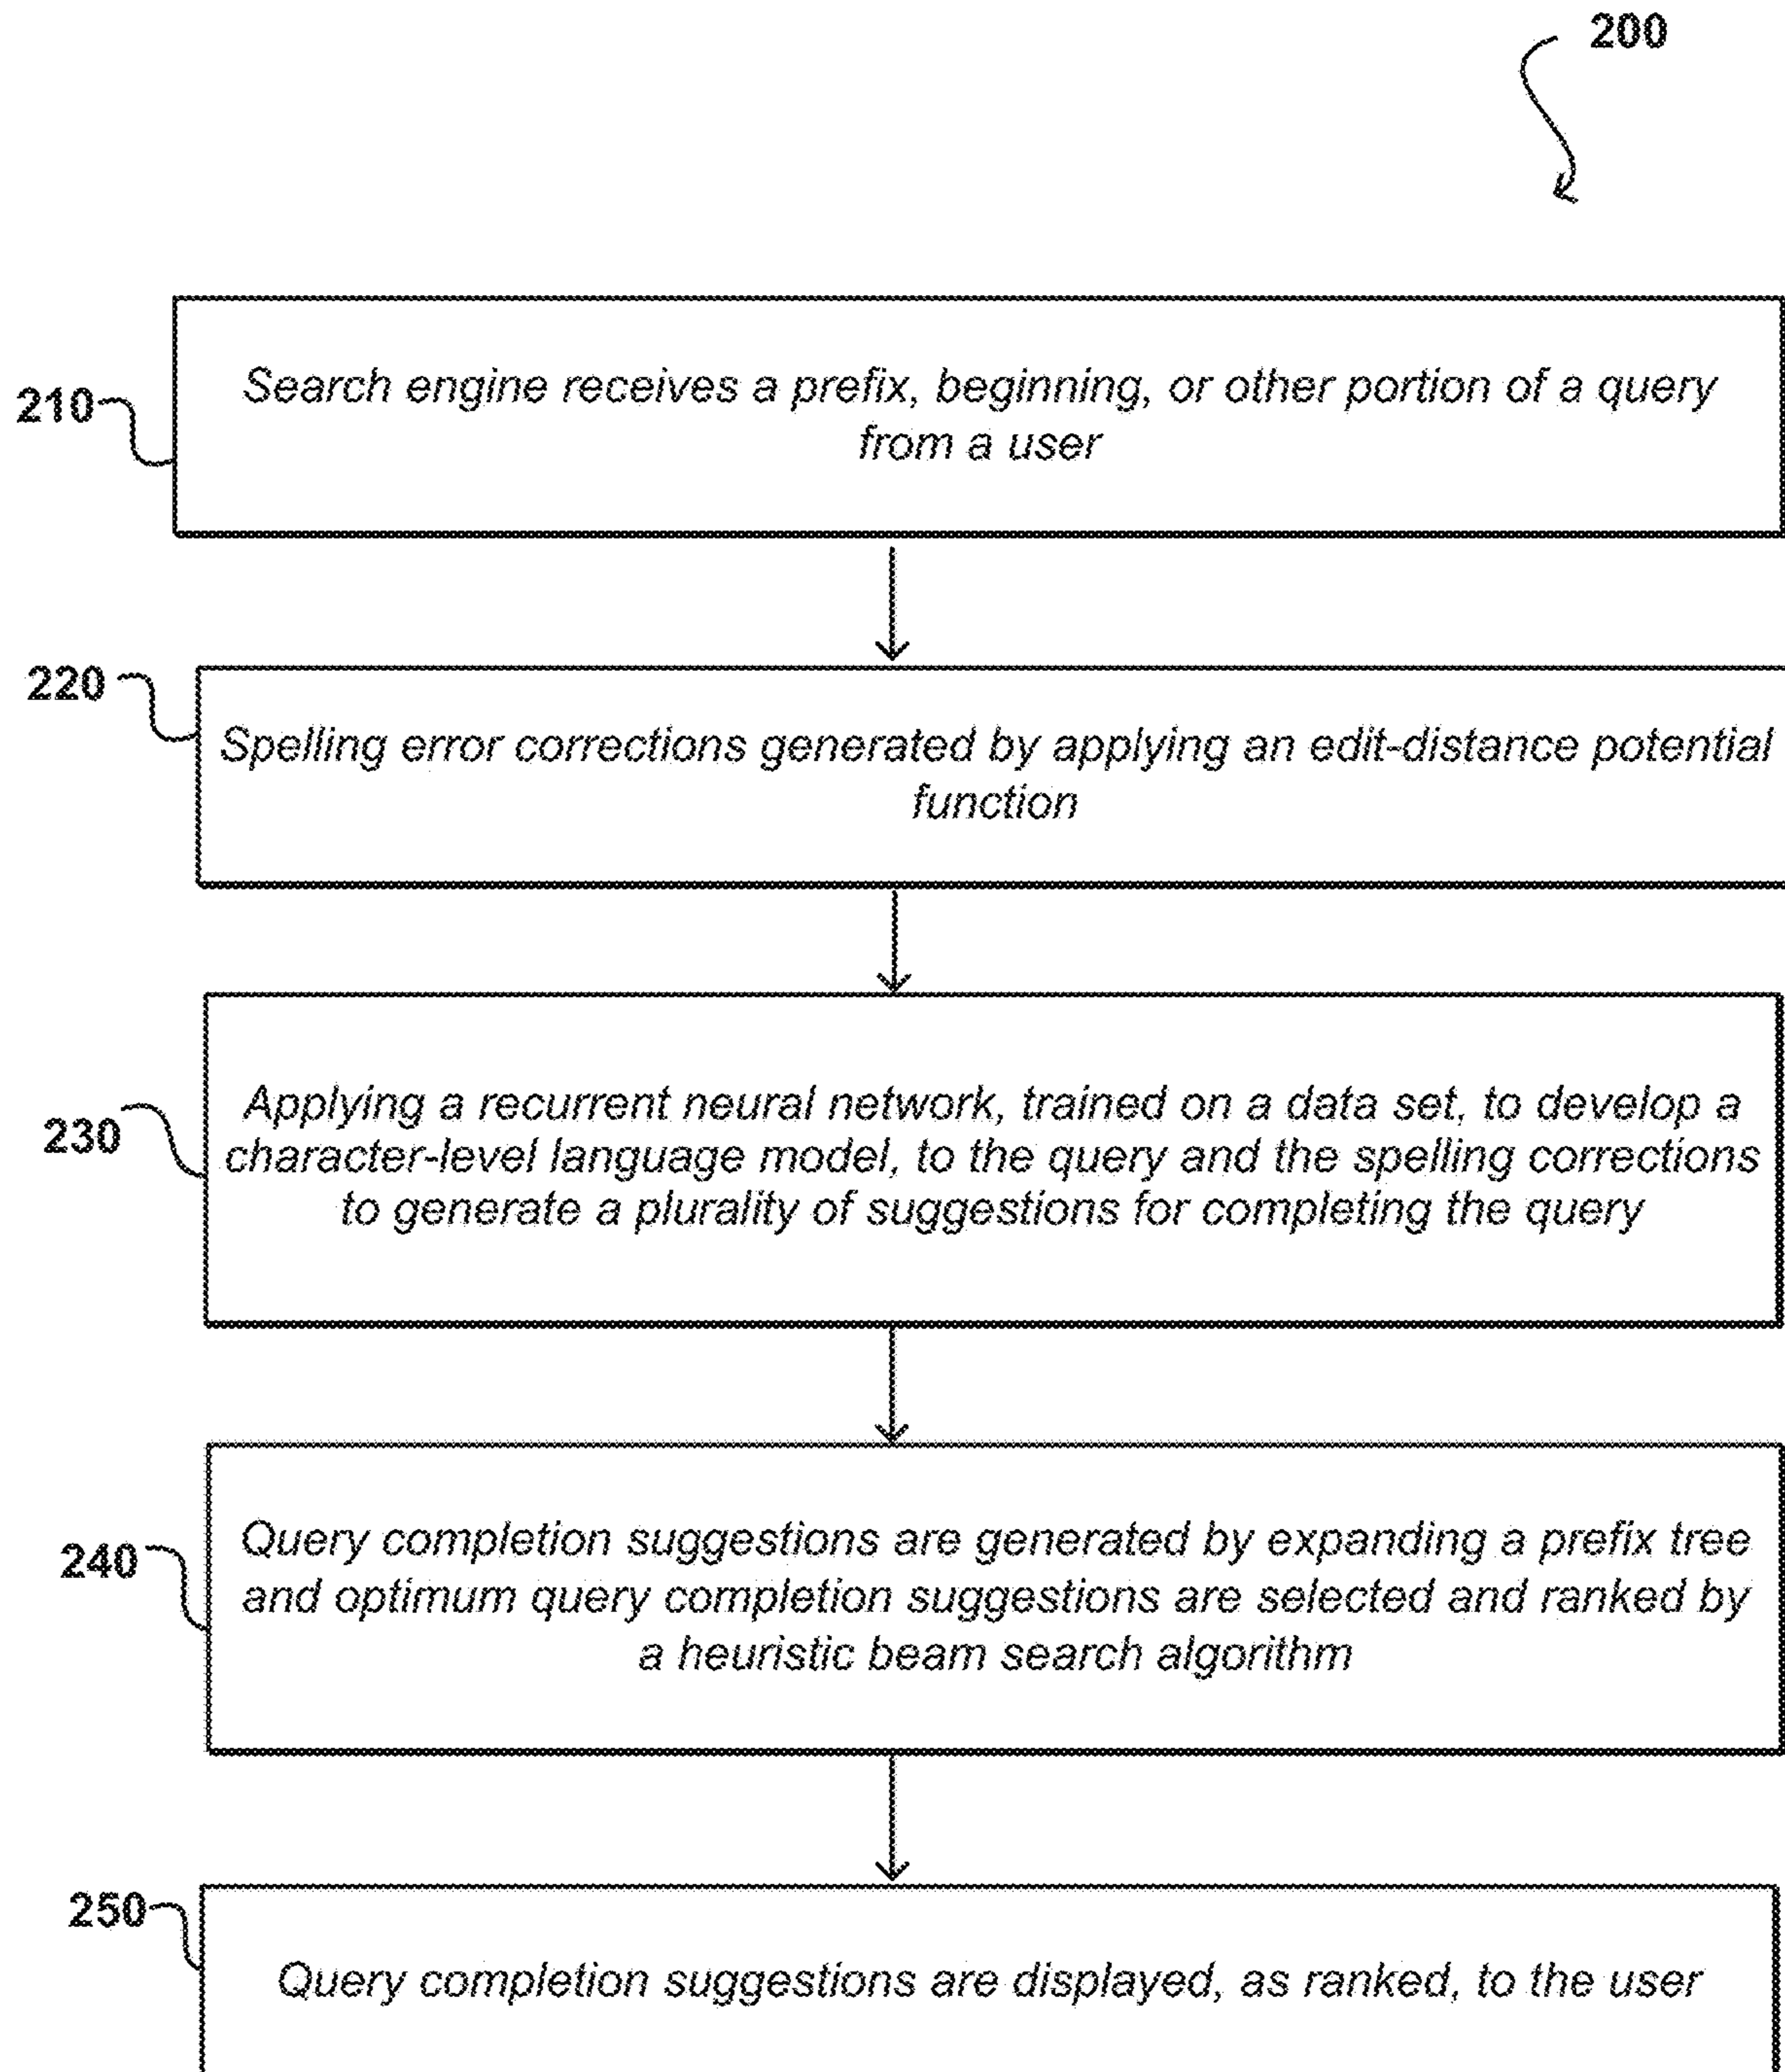 200
210
Search engine receives a prefix, beginning, or other portion of a query
from a user
220
Spelling error corrections generated by applying an edit-distance potential
function
230
Applying a recurrent neural network, trained on a data set, to develop a
character-level language model, to the query and the spelling corrections
to generate a plurality of suggestions for completing the query
240
Query completion suggestions are generated by expanding a prefix tree
and optimum query completion suggestions are selected and ranked by
a heuristic beam search algorithm
250
Query completion suggestions are displayed, as ranked, to the user